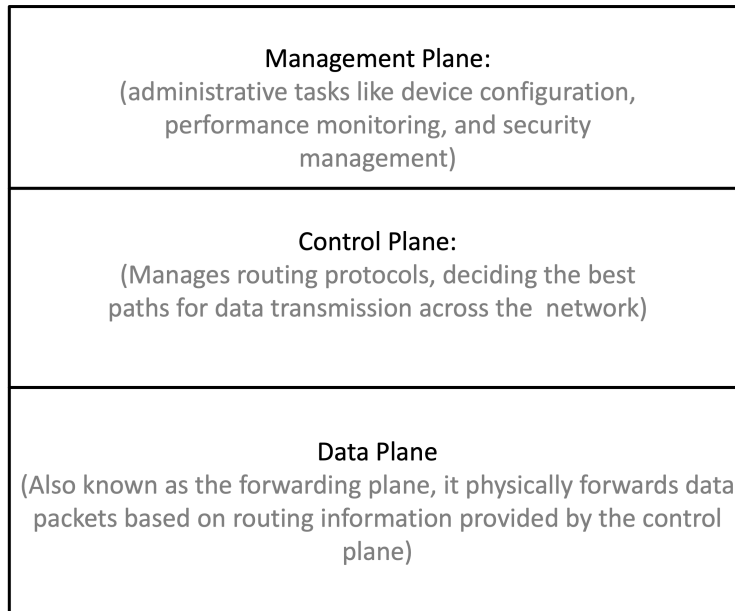 Management Plane:
(administrative tasks like device configuration,
performance monitoring, and security
management)
Control Plane:
(Manages routing protocols, deciding the best
paths for data transmission across the  network)
Data Plane
(Also known as the forwarding plane, it physically forwards data
packets based on routing information provided by the control
plane)